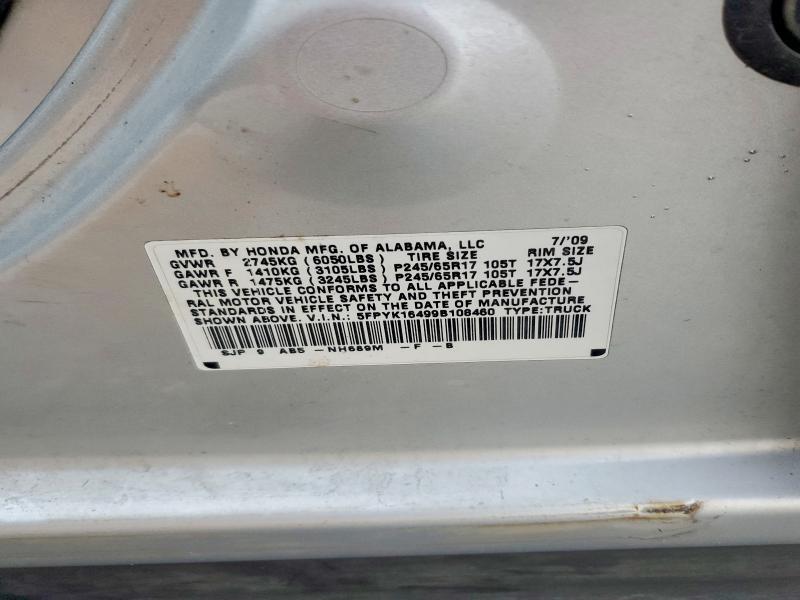 MFD. BY HONDA MFG. OF ALABAMA, LLC 7/'09
GVWR 2745KG (6050LBS) TIRE SIZE RIM SIZE
GAWR F 1410KG (3105LBS) P245/65R17 105T 17X7.5J
GAWR R 1475KG (3245LBS) P245/65R17 105T 17X7.5J
THIS VEHICLE CONFORMS TO ALL APPLICABLE FEDE-
RAL MOTOR VEHICLE SAFETY AND THEFT PREVENTION
STANDARDS IN EFFECT ON THE DATE OF MANUFACTURE
SHOWN ABOVE. V.I.N.: 5FPYK16499B108460 TYPE:TRUCK
SJP 9 AB5 -NH689M -F -B